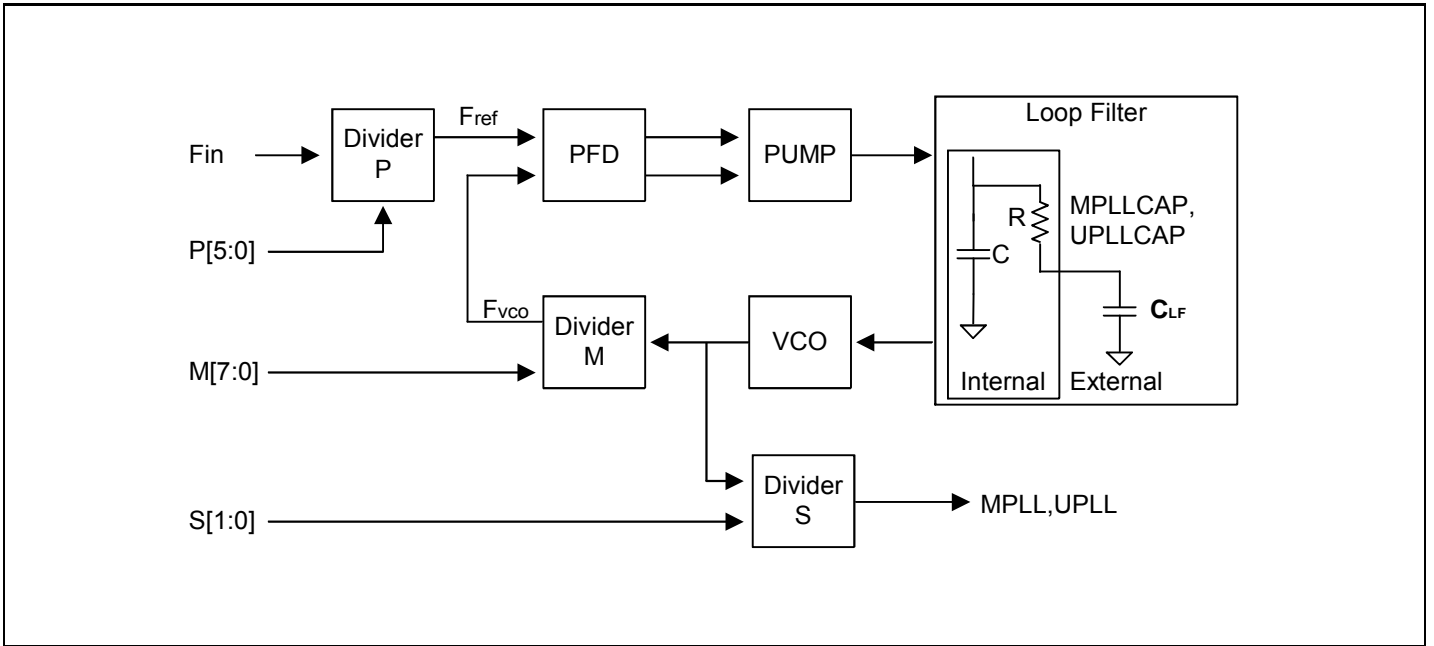 Fin
Divider
P
Fref
PFD
PUMP
Loop Filter
R
C
MPLLCAP,
UPLLCAP
CLF
Internal
External
P[5:0]
Fvco
Divider
M
VCO
M[7:0]
Divider
S
MPLL,UPLL
S[1:0]